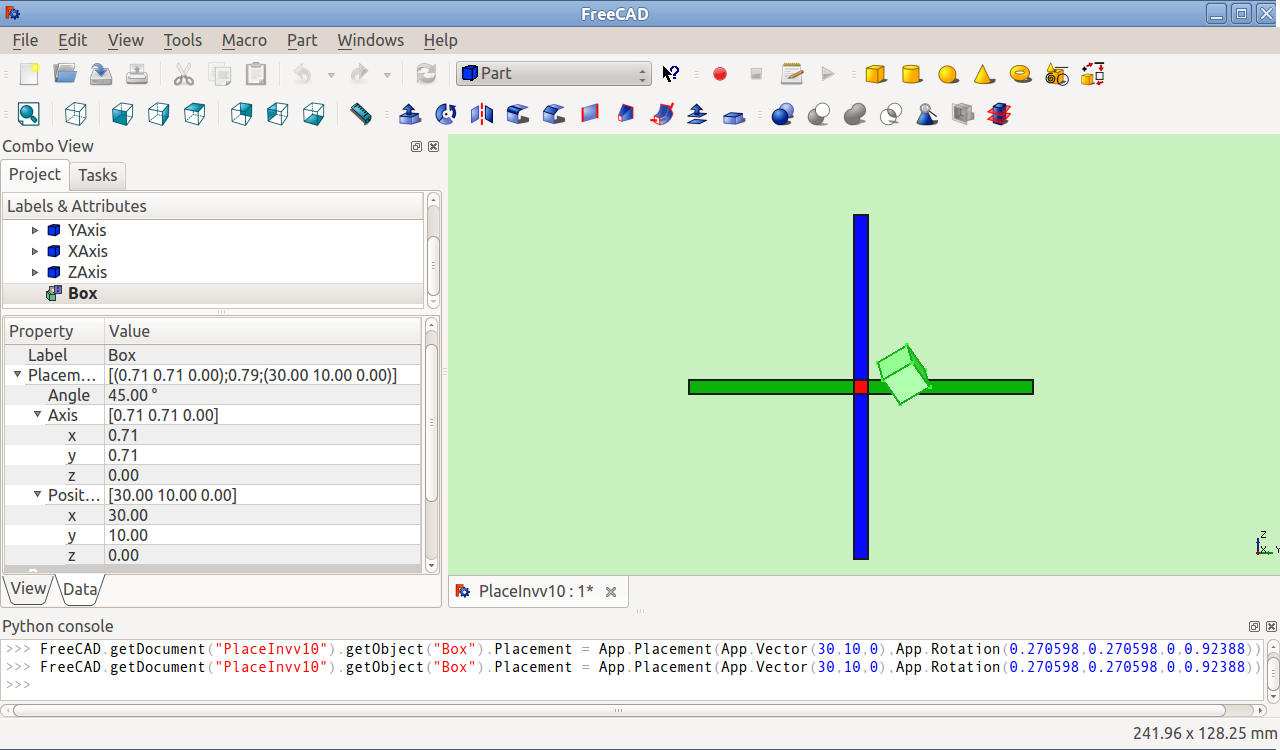 FreeCAD
File Edit View Tools Macro Part Windows Help
Part
Combo View
Project Tasks
Labels & Attributes
YAxis
XAxis
ZAxis
Box
Property Value
Label Box
Placem... [(0.71 0.71 0.00);0.79;(30.00 10.00 0.00)]
Angle 45.00 °
Axis [0.71 0.71 0.00]
x 0.71
y 0.71
z 0.00
Posit... [30.00 10.00 0.00]
x 30.00
y 10.00
z 0.00
View Data
Z
X Y
PlaceInvv10 : 1*
Python console
>>> FreeCAD.getDocument("PlaceInvv10").getObject("Box").Placement = App.Placement(App.Vector(30,10,0),App.Rotation(0.270598,0.270598,0,0.92388))
>>> FreeCAD.getDocument("PlaceInvv10").getObject("Box").Placement = App.Placement(App.Vector(30,10,0),App.Rotation(0.270598,0.270598,0,0.92388))
>>>
241.96 x 128.25 mm